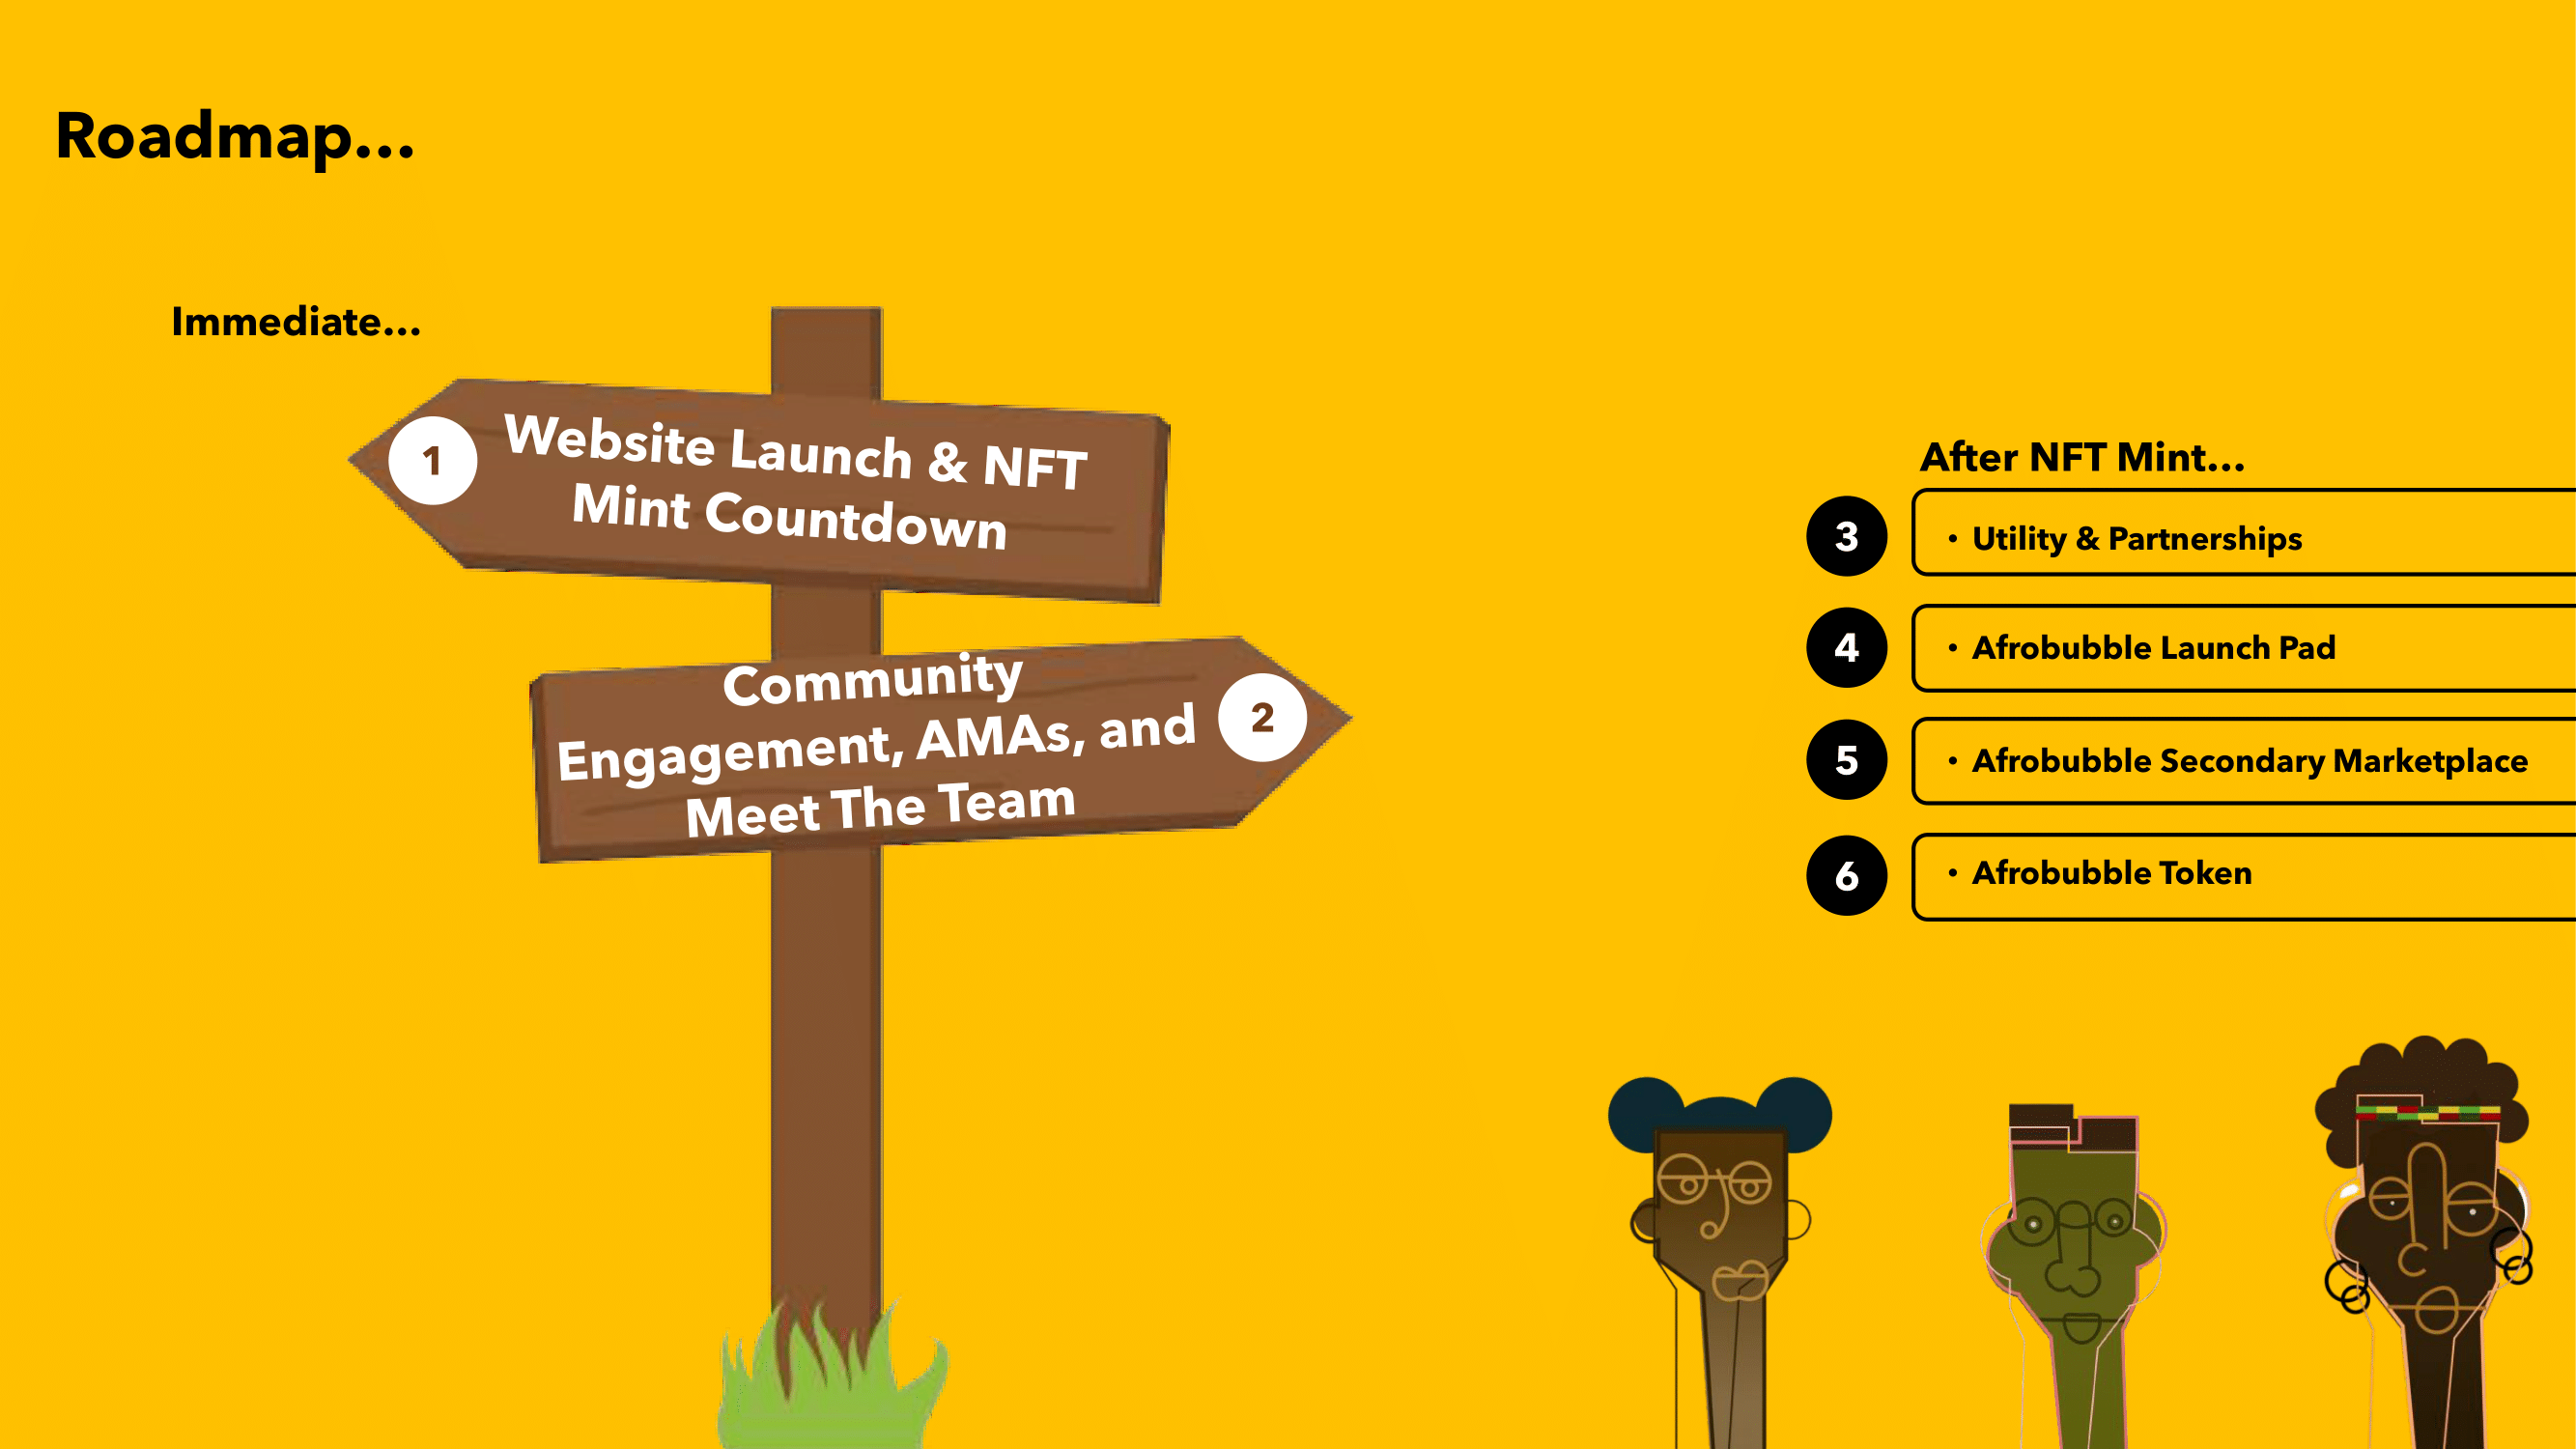 Roadmap...
Immediate...
1
Website Launch & NFT
Mint Countdown
Community
Engagement, AMAs, and
Meet The Team
2
After NFT Mint...
3
• Utility & Partnerships
4
• Afrobubble Launch Pad
5
• Afrobubble Secondary Marketplace
6
• Afrobubble Token